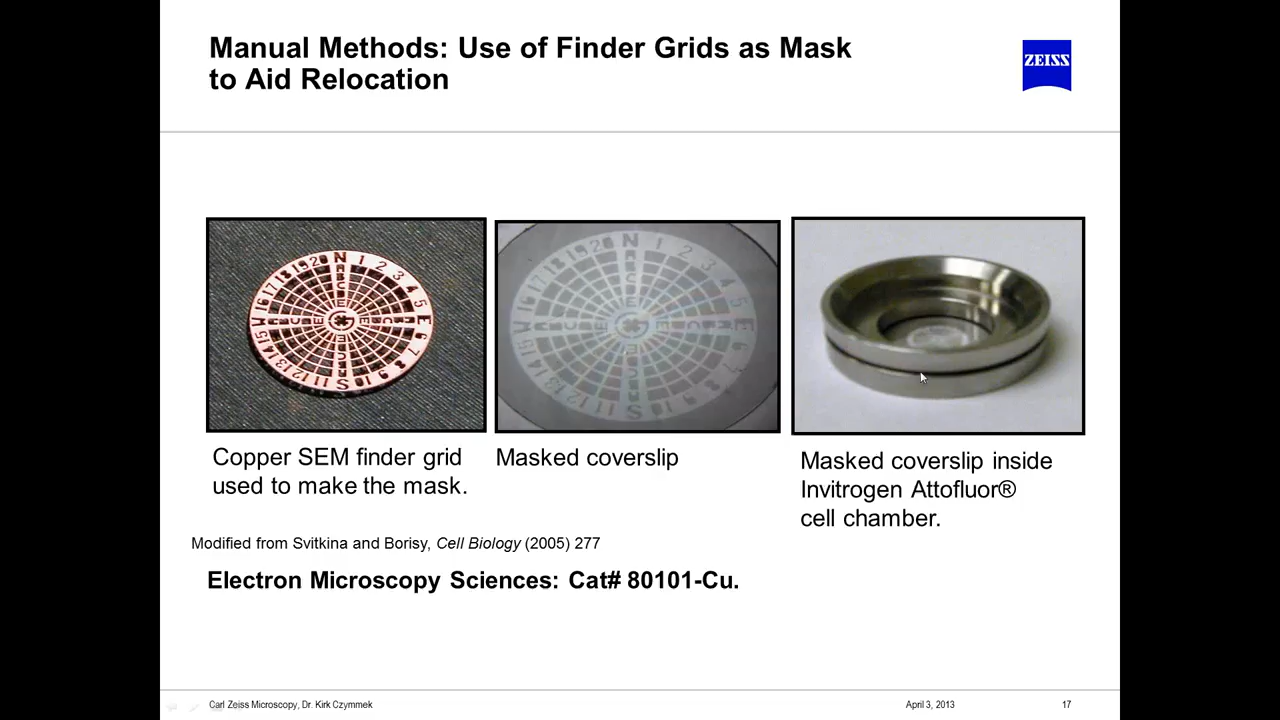 Manual Methods: Use of Finder Grids as Mask
to Aid Relocation
ZEISS
Copper SEM finder grid
used to make the mask.
Masked coverslip
Masked coverslip inside
Invitrogen Attofluor®
cell chamber.
Modified from Svitkina and Borisy, Cell Biology (2005) 277
Electron Microscopy Sciences: Cat# 80101-Cu.
Carl Zeiss Microscopy, Dr. Kirk Czymmek
April 3, 2013
17